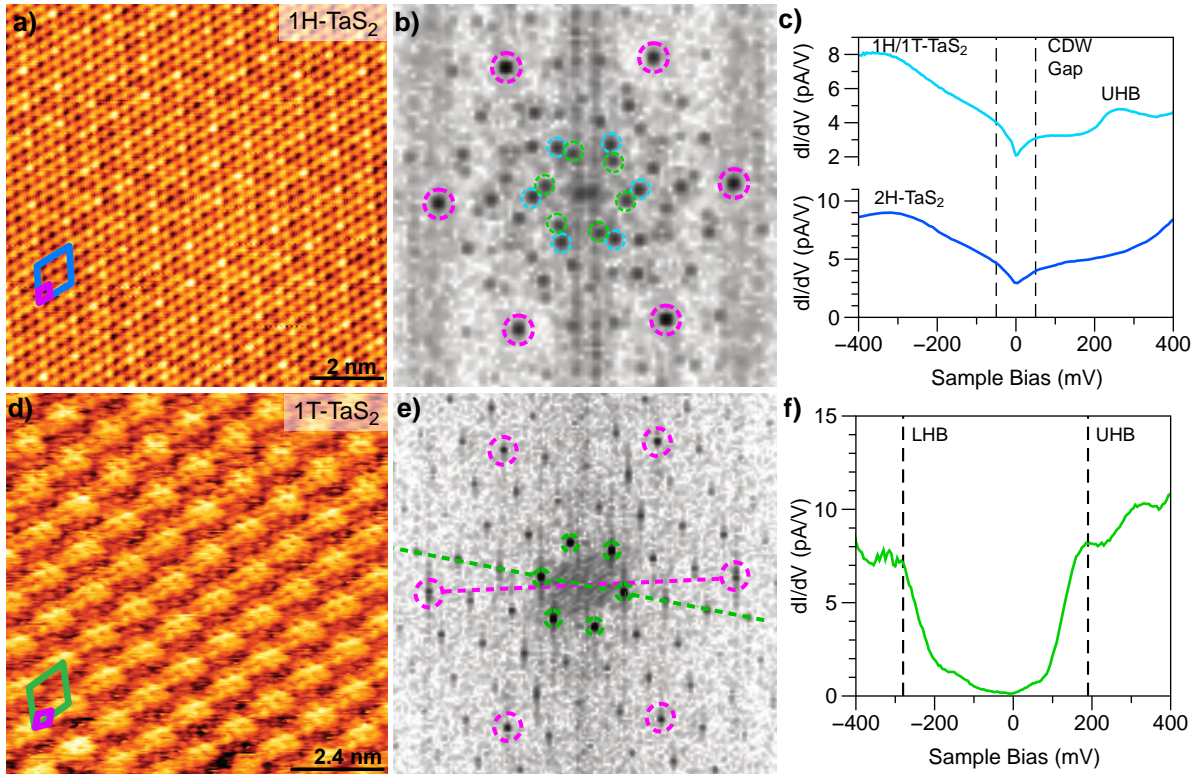 a)
1H-TaS₂
2 nm
b)
c)
1H/1T-TaS₂
CDW
Gap
UHB
8
6
4
2
dI/dV (pA/V)
2H-TaS₂
10
5
0
dI/dV (pA/V)
−400
−200
0
200
400
Sample Bias (mV)
d)
1T-TaS₂
2.4 nm
e)
f)
LHB
UHB
15
10
5
0
dI/dV (pA/V)
−400
−200
0
200
400
Sample Bias (mV)